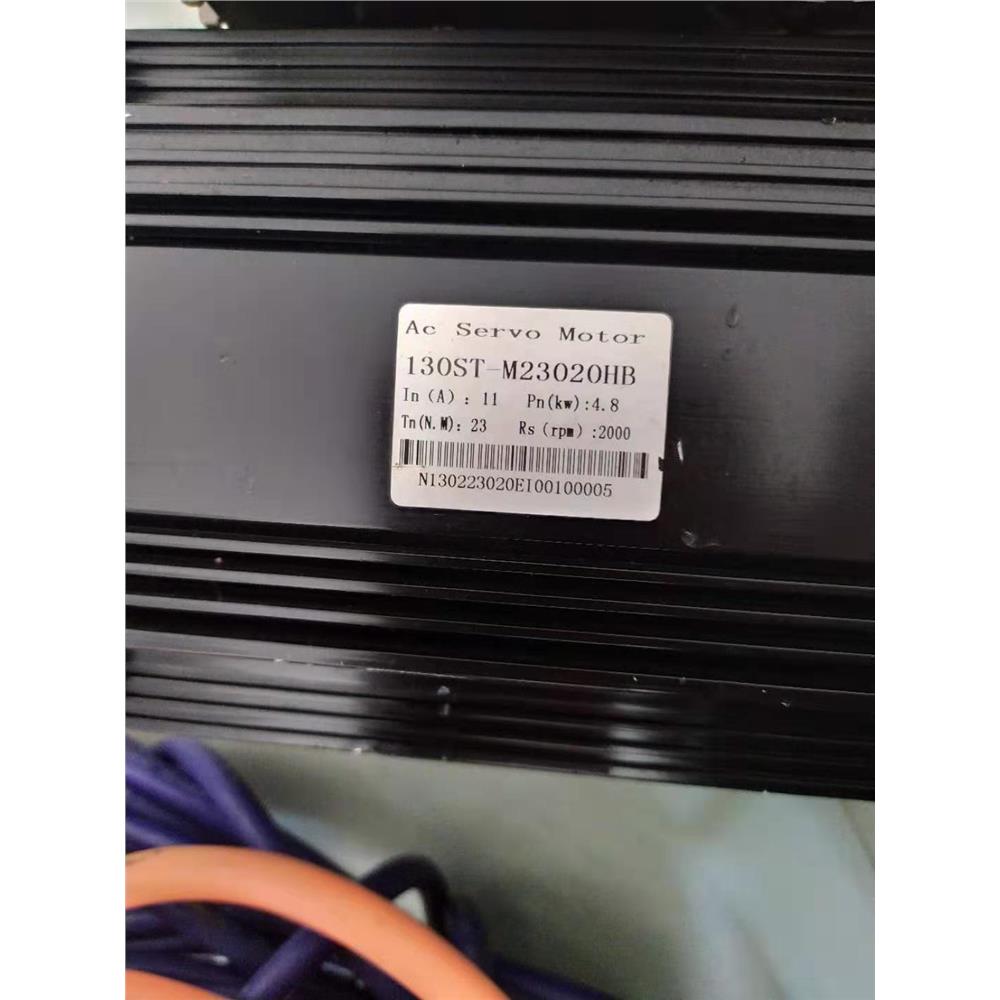 Ac Servo Motor
130ST-M23020HB
In (A) : 11 Pn(kw):4.8
Tn(N.M): 23 Rs (rpm) :2000
N130223020EI00100005